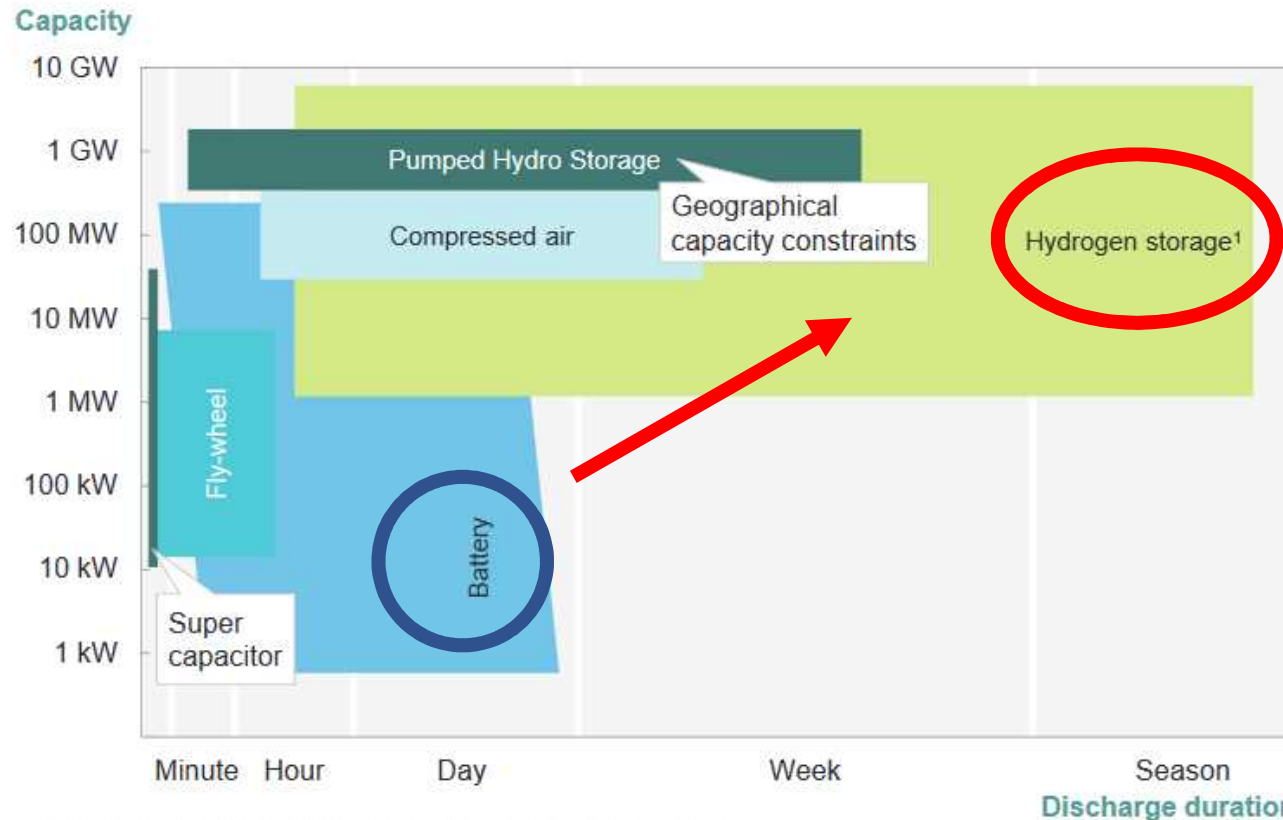 Capacity
10 GW
1 GW
100 MW
10 MW
1 MW
100 kW
10 kW
1 kW
Pumped Hydro Storage
Geographical
capacity constraints
Compressed air
Hydrogen storage¹
Fly-wheel
Battery
Super
capacitor
Minute Hour Day Week Season
Discharge duration